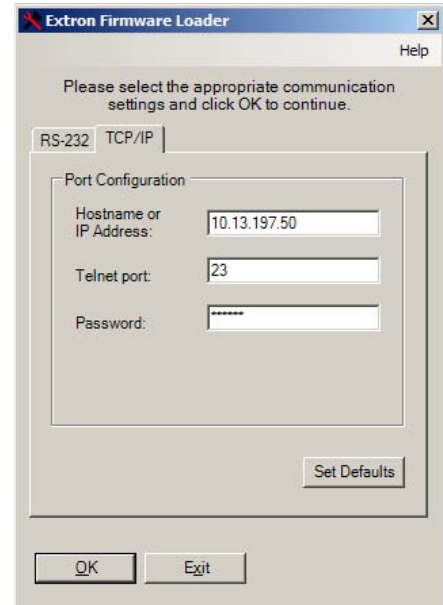 Extron Firmware Loader
Help
Please select the appropriate communication
settings and click OK to continue.
RS-232 TCP/IP
Port Configuration
Hostname or
IP Address:
10.13.197.50
Telnet port:
23
Password:
******
Set Defaults
OK Exit